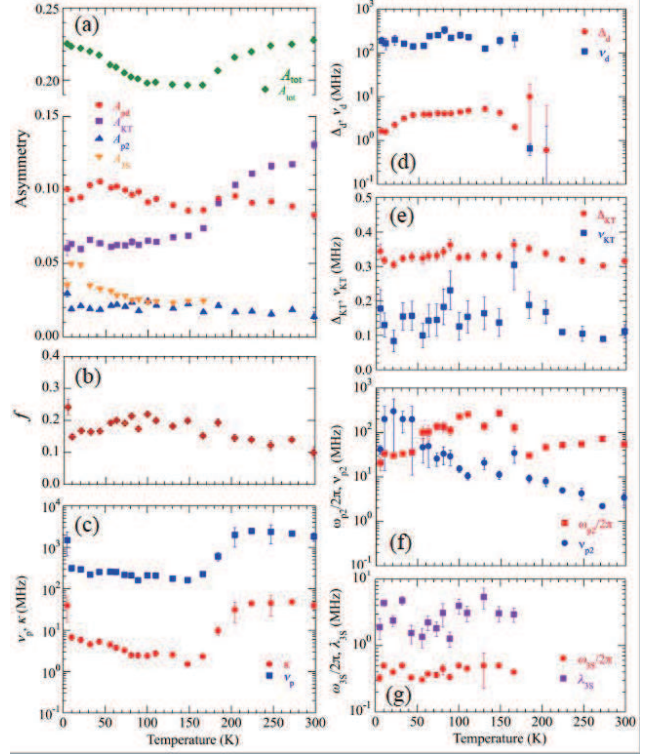 (a)
0.25
0.20
0.15
0.10
0.05
0.00
Asymmetry
A_tot
A_tot
A_pd
A_KT
A_p2
A_3S
(b)
0.4
0.3
0.2
0.1
0.0
f
(c)
10^4
10^3
10^2
10^1
10^0
10^-1
ν_p, κ (MHz)
κ
ν_p
0 50 100 150 200 250 300
Temperature (K)
10^3
10^2
10^1
10^0
10^-1
Δ_d, ν_d (MHz)
Δ_d
ν_d
(d)
(e)
0.5
0.4
0.3
0.2
0.1
0.0
Δ_KT, ν_KT (MHz)
Δ_KT
ν_KT
10^3
10^2
10^1
10^0
10^-1
ω_p2/2π, ν_p2 (MHz)
(f)
ω_p2/2π
ν_p2
10^1
10^0
10^-1
ω_3S/2π, λ_3S (MHz)
ω_3S/2π
λ_3S
(g)
0 50 100 150 200 250 300
Temperature (K)